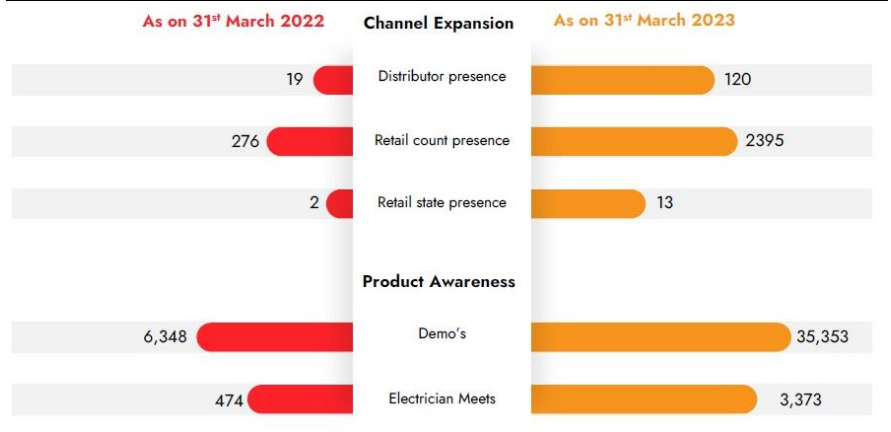 As on 31st March 2022 Channel Expansion As on 31st March 2023
19 Distributor presence 120
276 Retail count presence 2395
2 Retail state presence 13
Product Awareness
6,348 Demo's 35,353
474 Electrician Meets 3,373